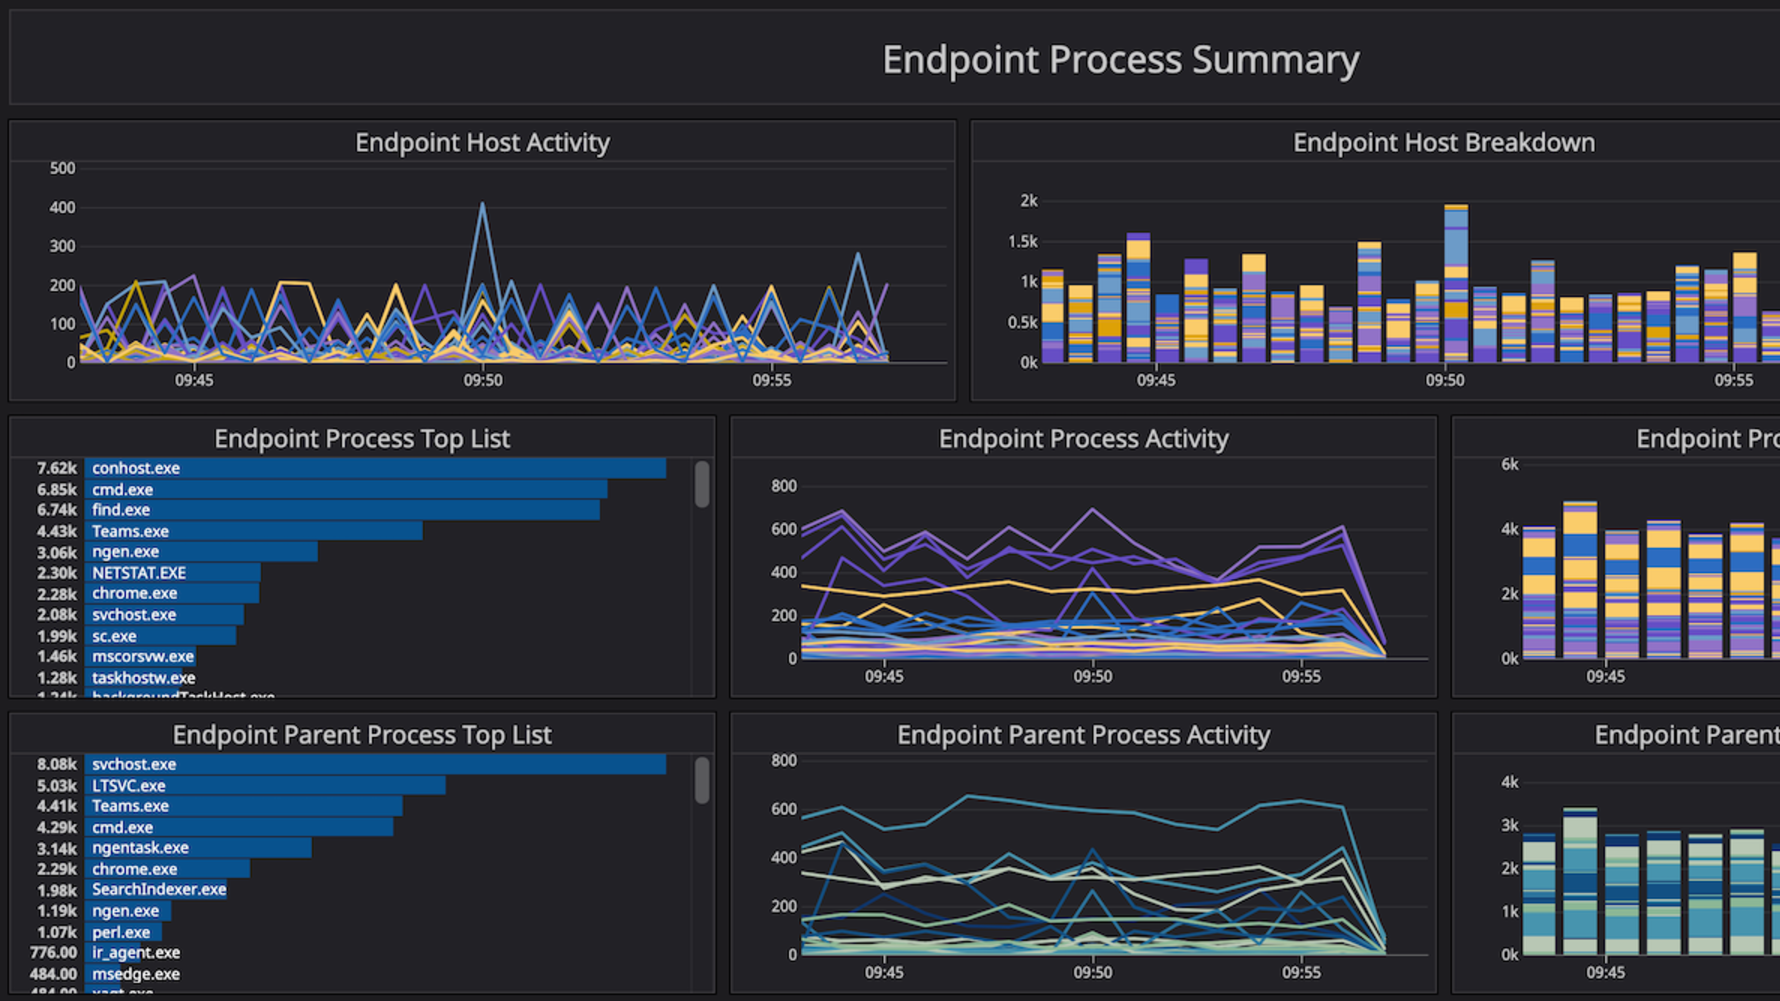 Endpoint Process Summary
Endpoint Host Activity
500
400
300
200
100
0
09:45 09:50 09:55
Endpoint Host Breakdown
2k
1.5k
1k
0.5k
0k
09:45 09:50 09:55
Endpoint Process Top List
7.62k conhost.exe
6.85k cmd.exe
6.74k find.exe
4.43k Teams.exe
3.06k ngen.exe
2.30k NETSTAT.EXE
2.28k chrome.exe
2.08k svchost.exe
1.99k sc.exe
1.46k mscorsvw.exe
1.28k taskhostw.exe
1.24k backgroundTaskHost.exe
Endpoint Process Activity
800
600
400
200
0
09:45 09:50 09:55
Endpoint Pro
6k
4k
2k
0k
09:45
Endpoint Parent Process Top List
8.08k svchost.exe
5.03k LTSVC.exe
4.41k Teams.exe
4.29k cmd.exe
3.14k ngentask.exe
2.29k chrome.exe
1.98k SearchIndexer.exe
1.19k ngen.exe
1.07k perl.exe
776.00 ir_agent.exe
484.00 msedge.exe
484.00
Endpoint Parent Process Activity
800
600
400
200
0
09:45 09:50 09:55
Endpoint Parent
4k
3k
2k
1k
0k
09:45